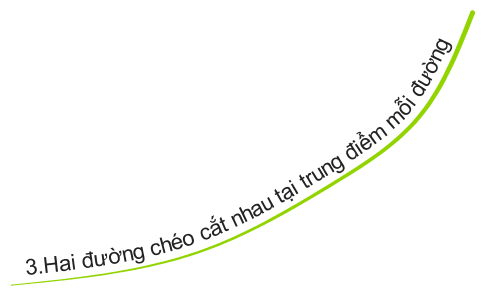 3.Hai đường chéo cắt nhau tại trung điểm mỗi đường